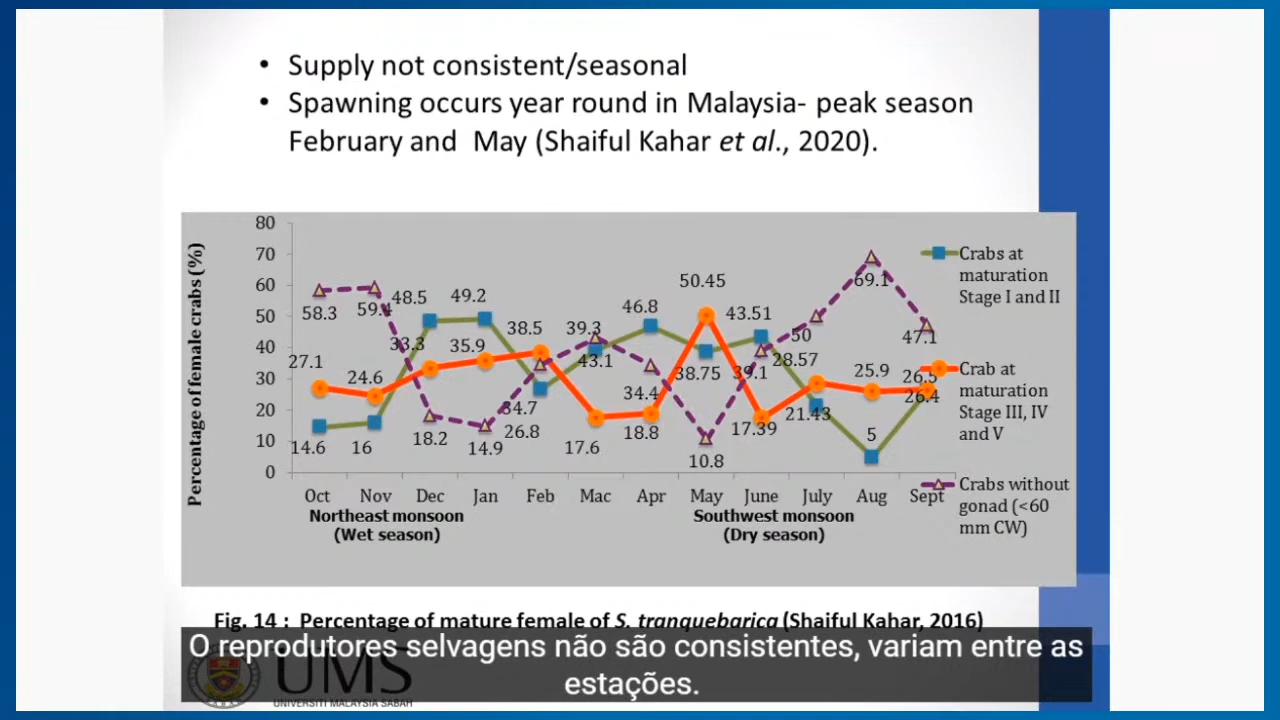 • Supply not consistent/seasonal
• Spawning occurs year round in Malaysia- peak season
February and May (Shaiful Kahar et al., 2020).
Percentage of female crabs (%)
80
70
60
50
40
30
20
10
0
58.3
59.4
18.2
14.9
34.7
43.1
34.4
10.8
39.1
50
69.1
47.1
27.1
24.6
33.3
35.9
38.5
17.6
18.8
50.45
17.39
28.57
25.9
26.5
14.6
16
48.5
49.2
26.8
39.3
46.8
38.75
43.51
21.43
5
26.4
Oct Nov Dec Jan Feb Mac Apr May June July Aug Sept
Northeast monsoon
(Wet season)
Southwest monsoon
(Dry season)
Crabs at
maturation
Stage I and II
Crab at
maturation
Stage III, IV
and V
Crabs without
gonad (<60
mm CW)
Fig. 14 : Percentage of mature female of S. tranquebarica (Shaiful Kahar, 2016)
O reprodutores selvagens não são consistentes, variam entre as
estações.
UMS
UNIVERSITI MALAYSIA SABAH